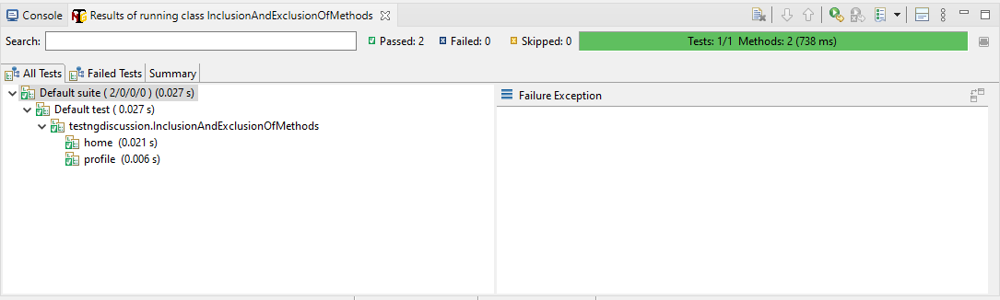 Console Results of running class InclusionAndExclusionOfMethods
Search: Passed: 2 Failed: 0 Skipped: 0 Tests: 1/1 Methods: 2 (738 ms)
All Tests Failed Tests Summary
Default suite ( 2/0/0/0 ) (0.027 s)
Failure Exception
Default test ( 0.027 s)
testngdiscussion.InclusionAndExclusionOfMethods
home (0.021 s)
profile (0.006 s)